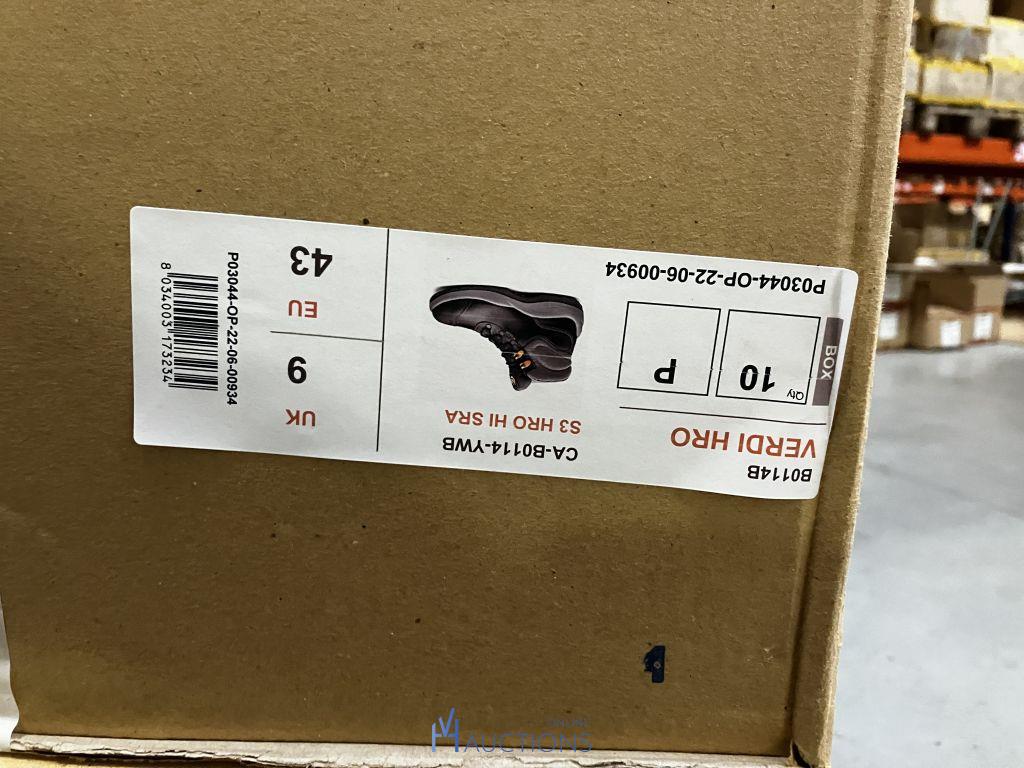 B0114B
VERDI HRO
BOX
Qty
10
P
P03044-OP-22-06-00934
CA-B0114-YWB
S3 HRO HI SRA
UK
9
EU
43
P03044-OP-22-06-00934
8 034003 173234
ONLINE
AUCTIONS